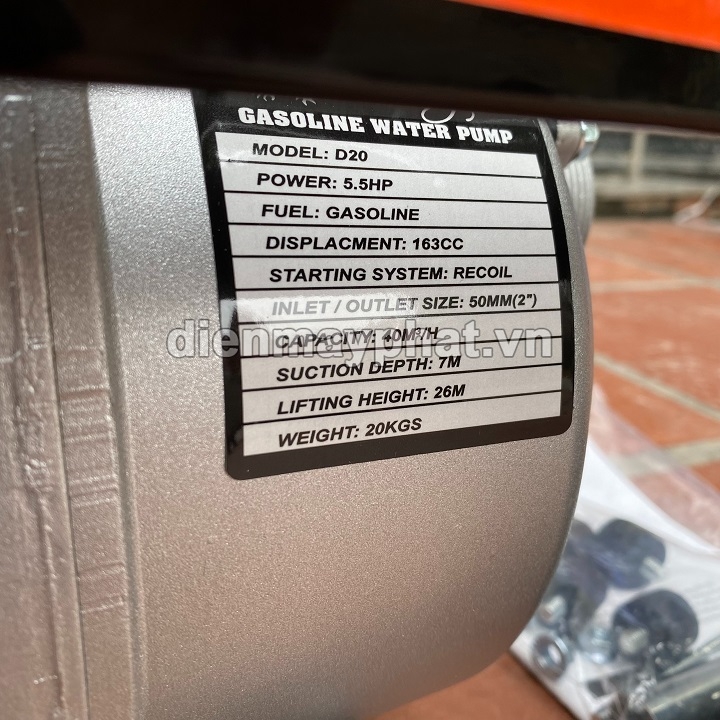 GASOLINE WATER PUMP
MODEL: D20
POWER: 5.5HP
FUEL: GASOLINE
DISPLACMENT: 163CC
STARTING SYSTEM: RECOIL
INLET / OUTLET SIZE: 50MM(2")
dienmayphat.vn
CAPACITY: 40M³/H
SUCTION DEPTH: 7M
LIFTING HEIGHT: 26M
WEIGHT: 20KGS